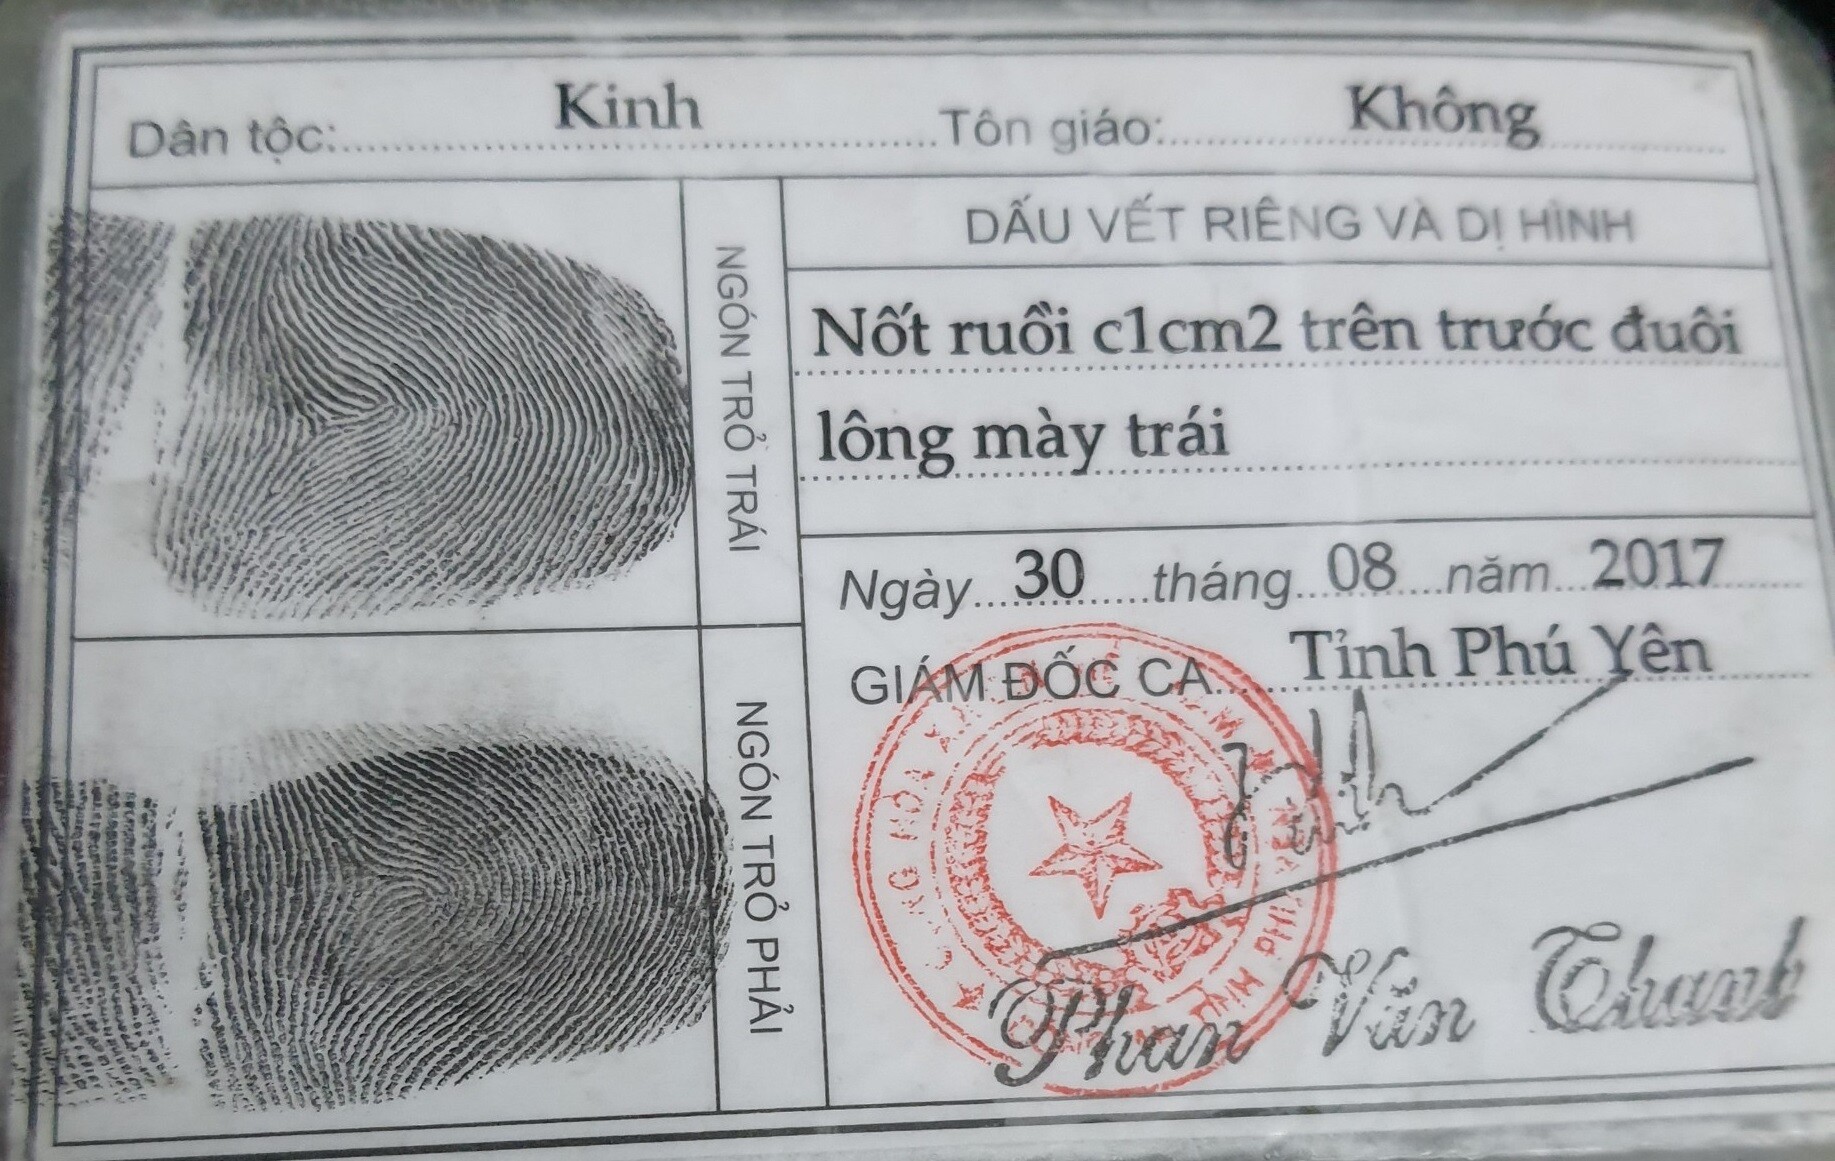 Dân tộc: Kinh Tôn giáo: Không
NGÓN TRỎ TRÁI
DẤU VẾT RIÊNG VÀ DỊ HÌNH
Nốt ruồi c1cm2 trên trước đuôi
lông mày trái
Ngày 30 tháng 08 năm 2017
GIÁM ĐỐC CA Tỉnh Phú Yên
NGÓN TRỎ PHẢI
Phan Văn Thanh